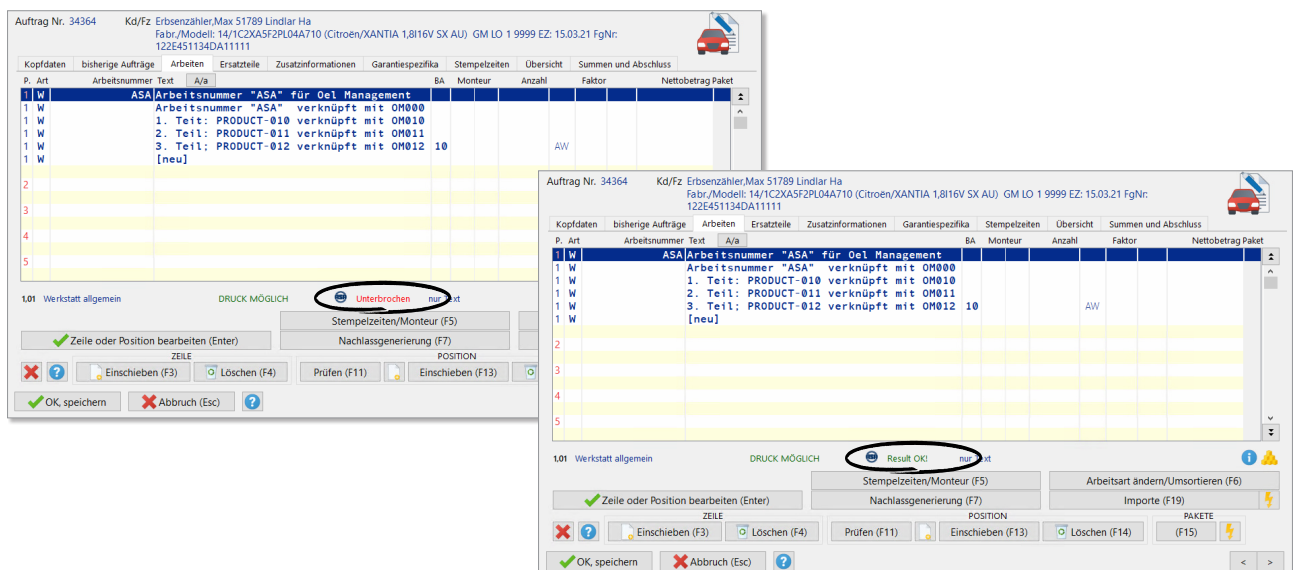 Auftrag Nr. 34364 Kd/Fz Erbsenzähler,Max 51789 Lindlar Ha
Fabr./Modell: 14/1C2XA5F2PL04A710 (Citroën/XANTIA 1,8I16V SX AU) GM LO 1 9999 EZ: 15.03.21 FgNr:
122E451134DA11111
Kopfdaten bisherige Aufträge Arbeiten Ersatzteile Zusatzinformationen Garantiespezifika Stempelzeiten Übersicht Summen und Abschluss
P. Art Arbeitsnummer Text A/a BA Monteur Anzahl Faktor Nettobetrag Paket
1 W ASA Arbeitsnummer "ASA" für Oel Management
1 W Arbeitsnummer "ASA" verknüpft mit OM000
1 W 1. Teit: PRODUCT-010 verknüpft mit OM010
1 W 2. Teil: PRODUCT-011 verknüpft mit OM011
1 W 3. Teil; PRODUCT-012 verknüpft mit OM012 10 AW
1 W [neu]
2
3
4
5
1.01 Werkstatt allgemein DRUCK MÖGLICH Unterbrochen nur Text
Stempelzeiten/Monteur (F5)
Zeile oder Position bearbeiten (Enter) Nachlassgenerierung (F7)
ZEILE POSITION
Einschieben (F3) Löschen (F4) Prüfen (F11) Einschieben (F13)
OK, speichern Abbruch (Esc)
Auftrag Nr. 34364 Kd/Fz Erbsenzähler,Max 51789 Lindlar Ha
Fabr./Modell: 14/1C2XA5F2PL04A710 (Citroën/XANTIA 1,8I16V SX AU) GM LO 1 9999 EZ: 15.03.21 FgNr:
122E451134DA11111
Kopfdaten bisherige Aufträge Arbeiten Ersatzteile Zusatzinformationen Garantiespezifika Stempelzeiten Übersicht Summen und Abschluss
P. Art Arbeitsnummer Text A/a BA Monteur Anzahl Faktor Nettobetrag Paket
1 W ASA Arbeitsnummer "ASA" für Oel Management
1 W Arbeitsnummer "ASA" verknüpft mit OM000
1 W 1. Teit: PRODUCT-010 verknüpft mit OM010
1 W 2. Teil: PRODUCT-011 verknüpft mit OM011
1 W 3. Teil; PRODUCT-012 verknüpft mit OM012 10 AW
1 W [neu]
2
3
4
5
1.01 Werkstatt allgemein DRUCK MÖGLICH Result OK! nur Text
Stempelzeiten/Monteur (F5) Arbeitsart ändern/Umsortieren (F6)
Zeile oder Position bearbeiten (Enter) Nachlassgenerierung (F7) Importe (F19)
ZEILE POSITION PAKETE
Einschieben (F3) Löschen (F4) Prüfen (F11) Einschieben (F13) Löschen (F14) (F15)
OK, speichern Abbruch (Esc) < >